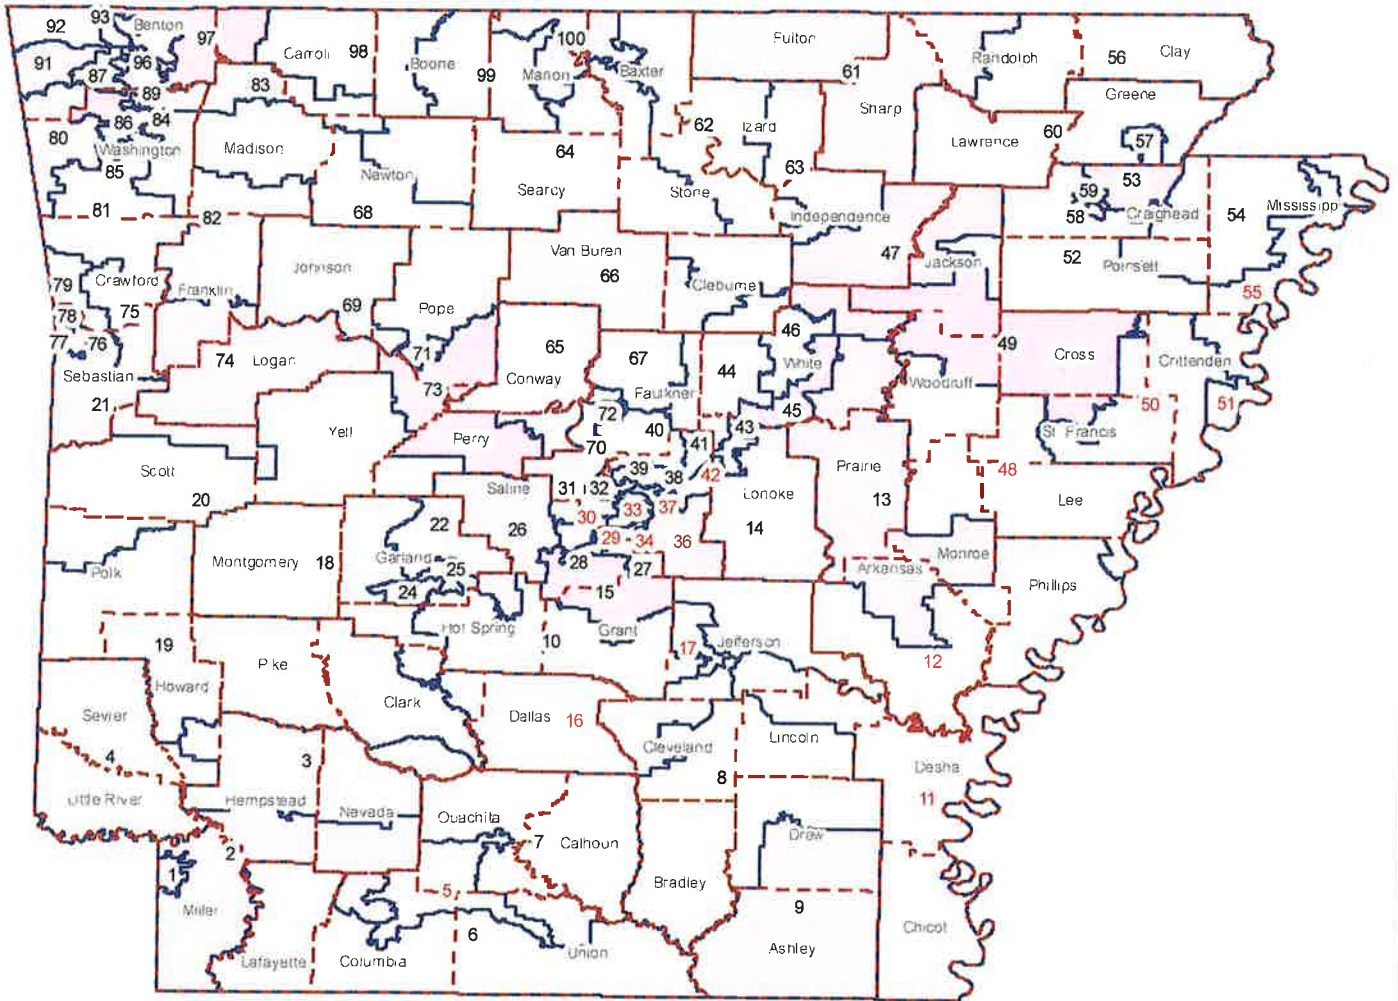 92
93
Benton
97
Carroll
98
Boone
99
100
Marion
Baxter
Fulton
61
Randolph
56
Clay
91
87
96
89
83
Greene
80
86
84
Washington
85
Madison
Newton
64
Searcy
62
Izard
Sharp
63
Lawrence
60
57
53
59
58
Craighead
54
Mississipp
81
82
68
Stone
Independence
47
Jackson
52
Poinsett
55
79
Crawford
Franklin
Johnson
Van Buren
66
Cleburne
78
75
69
Pope
77
76
Sebastian
74
Logan
71
73
65
Conway
67
Faulkner
44
46
White
49
Cross
Crittenden
Woodruff
50
51
21
Yell
Perry
72
40
70
41
43
45
42
St. Francis
48
Lee
Scott
20
Saline
31
32
39
38
Prairie
13
Lonoke
14
22
26
30
33
37
29
34
36
Montgomery
18
Garland
25
24
28
27
15
Monroe
Arkansas
Phillips
Polk
19
Hot Spring
10
Grant
17
Jefferson
12
Pike
Howard
Clark
Sevier
4
Dallas
16
Cleveland
Lincoln
8
Desha
11
Little River
3
Hempstead
Nevada
Ouachita
7
Calhoun
Drew
2
1
Miller
5
6
Bradley
9
Ashley
Chicot
Lafayette
Columbia
Union